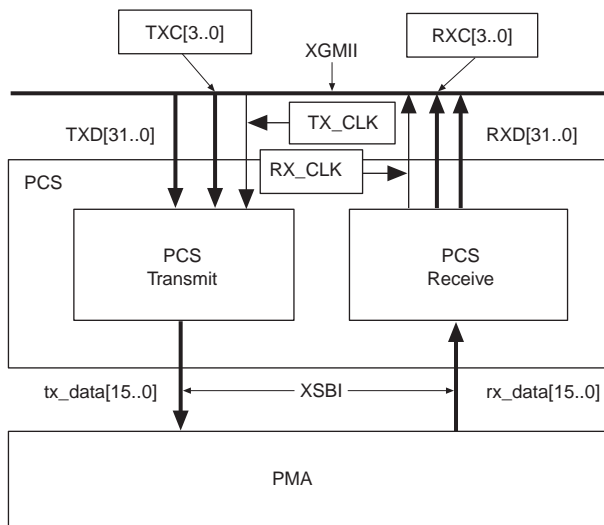 TXC[3..0]
RXC[3..0]
XGMII
TXD[31..0]
TX_CLK
RXD[31..0]
RX_CLK
PCS
PCS
Transmit
PCS
Receive
tx_data[15..0]
XSBI
rx_data[15..0]
PMA